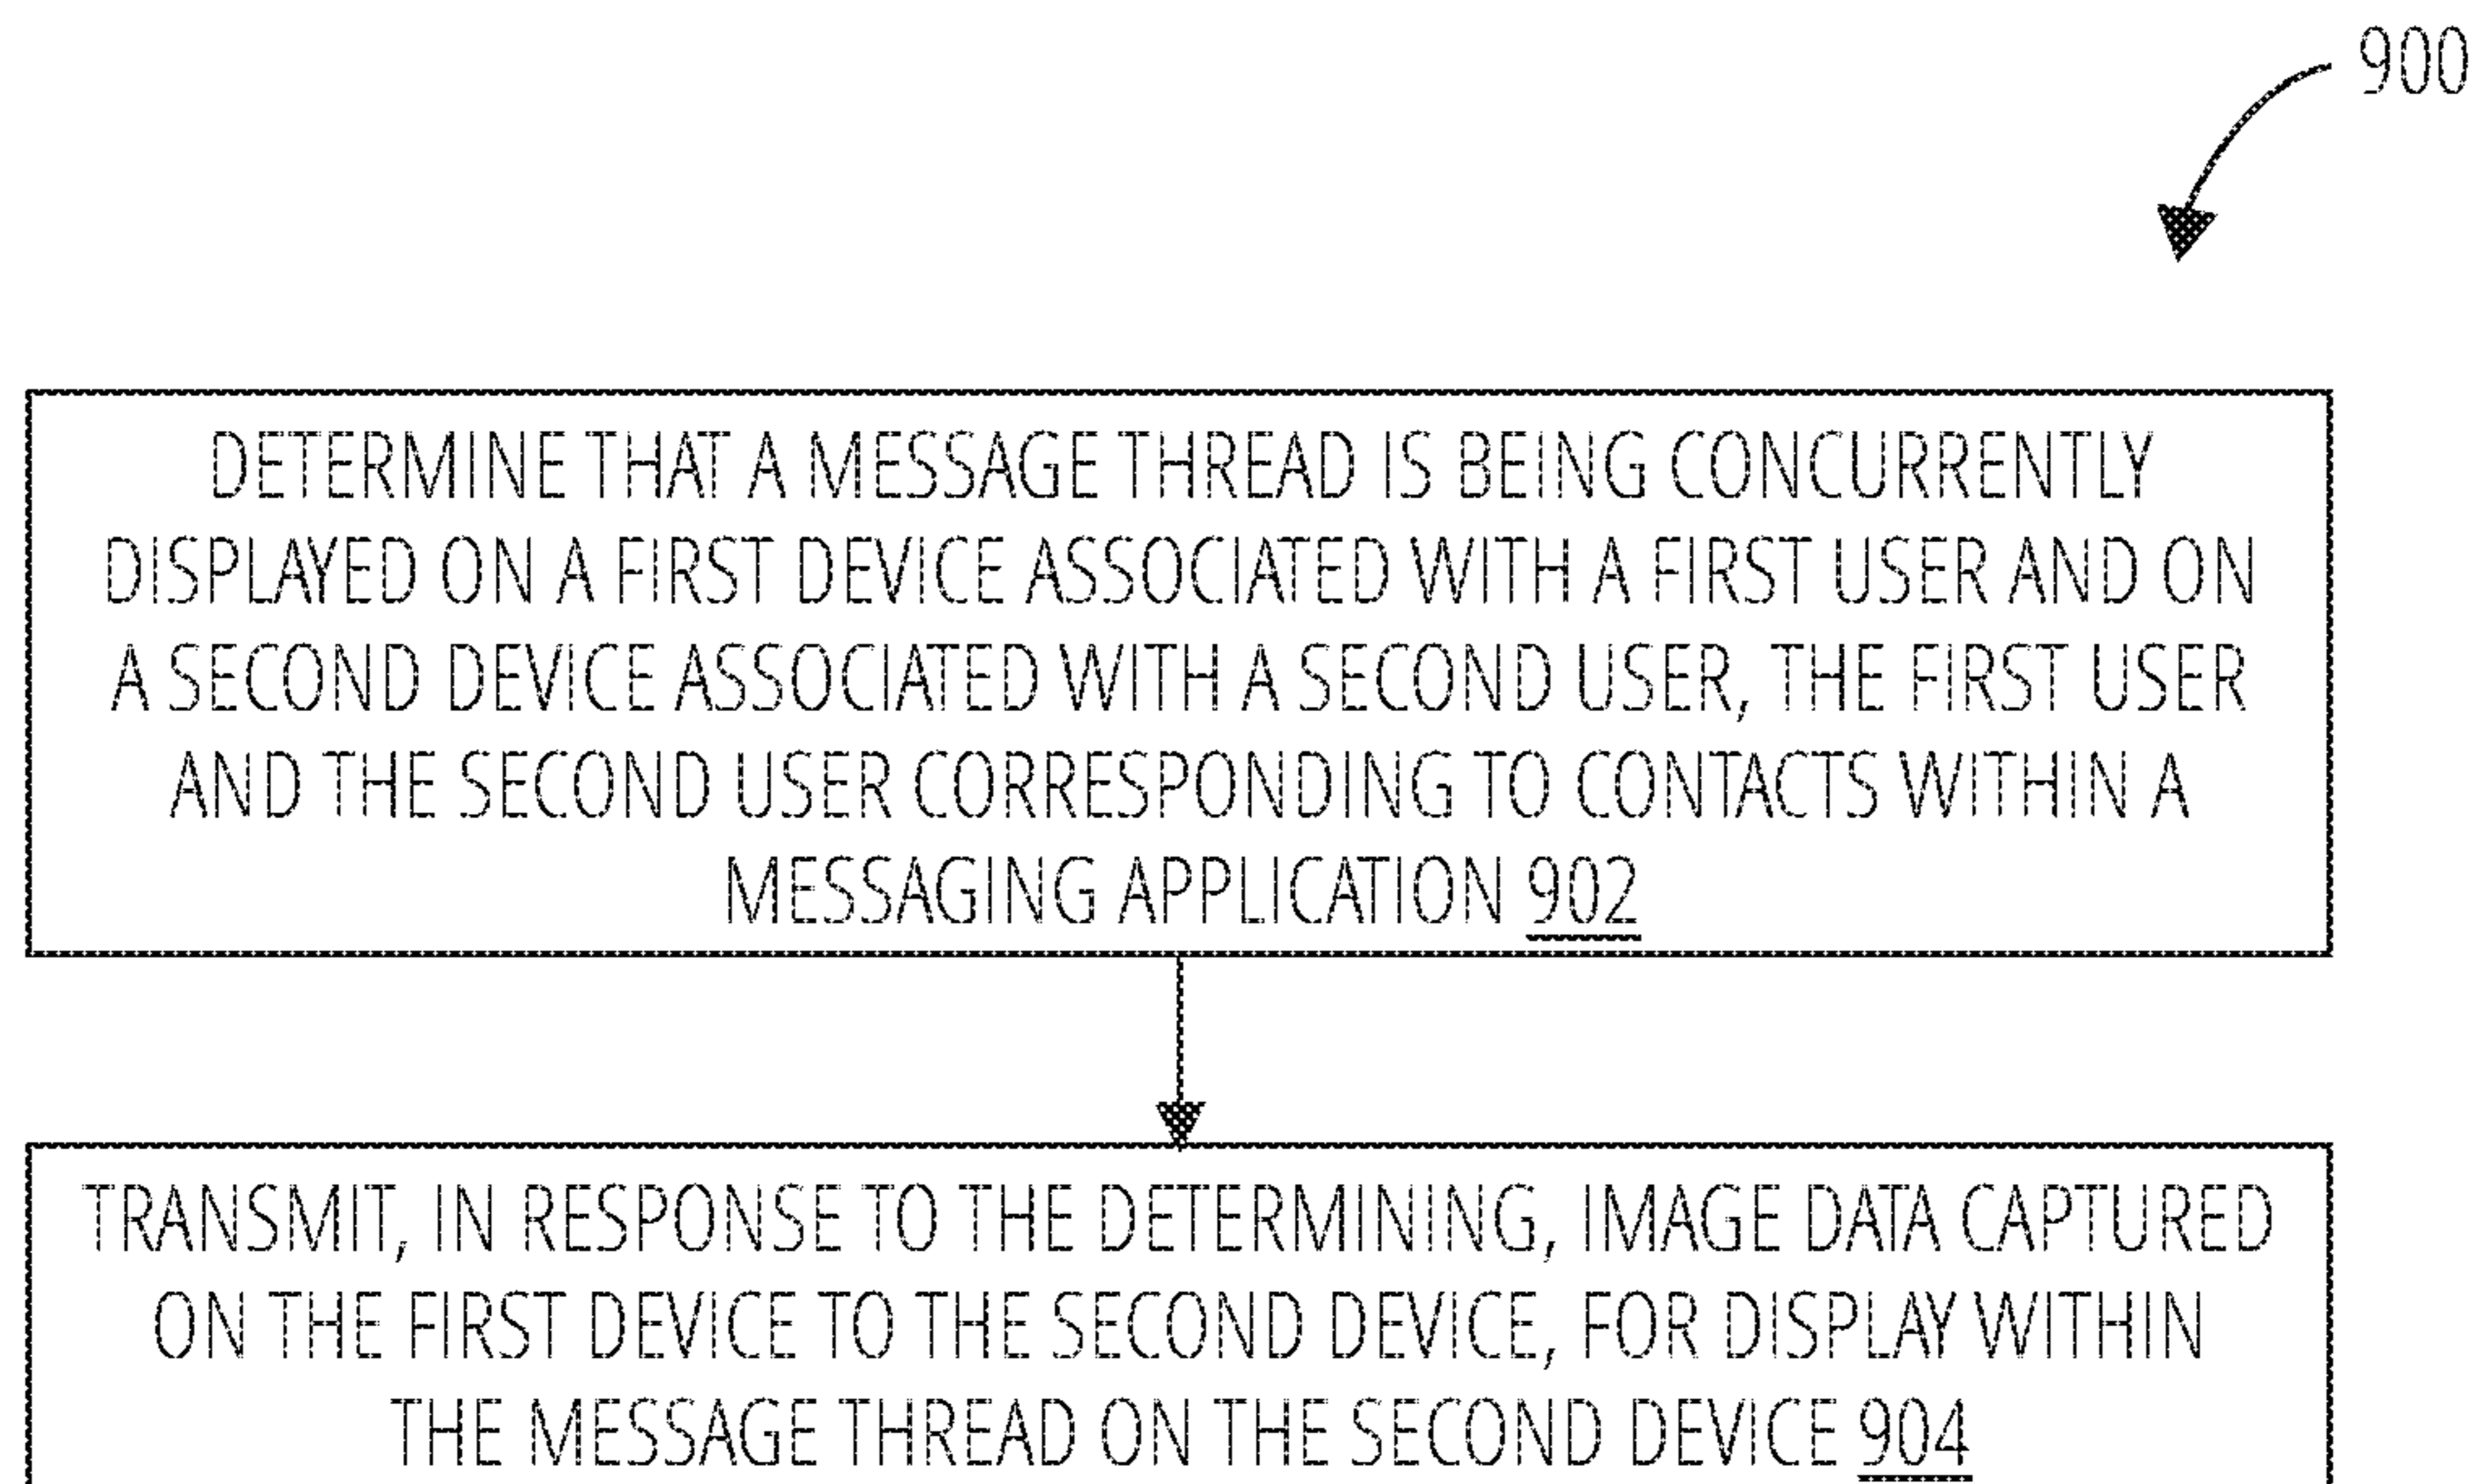 900
DETERMINE THAT A MESSAGE THREAD IS BEING CONCURRENTLY
DISPLAYED ON A FIRST DEVICE ASSOCIATED WITH A FIRST USER AND ON
A SECOND DEVICE ASSOCIATED WITH A SECOND USER, THE FIRST USER
AND THE SECOND USER CORRESPONDING TO CONTACTS WITHIN A
MESSAGING APPLICATION 902
TRANSMIT, IN RESPONSE TO THE DETERMINING, IMAGE DATA CAPTURED
ON THE FIRST DEVICE TO THE SECOND DEVICE, FOR DISPLAY WITHIN
THE MESSAGE THREAD ON THE SECOND DEVICE 904